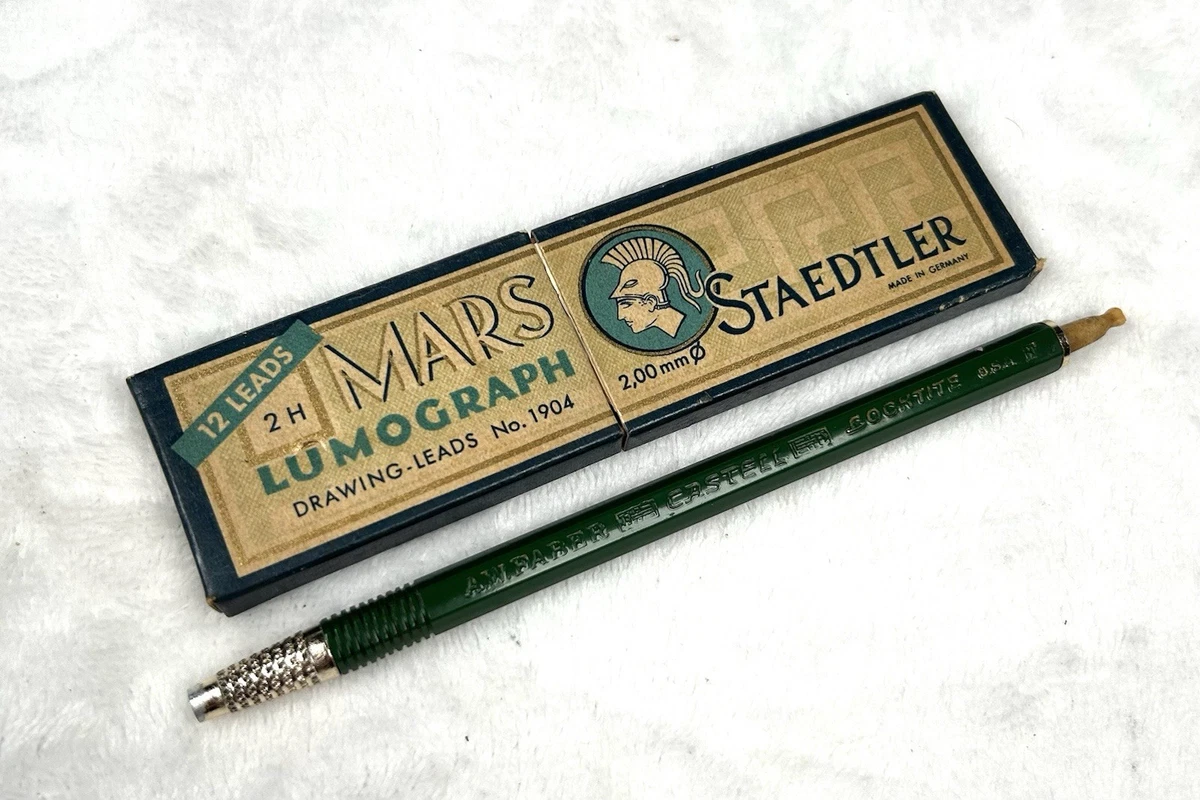 12 LEADS
2 H
MARS
LUMOGRAPH
DRAWING-LEADS No. 1904
2,00 mm Ø
STAEDTLER
MADE IN GERMANY
A.W.FABER CASTELL LOCKTITE U.S.A.